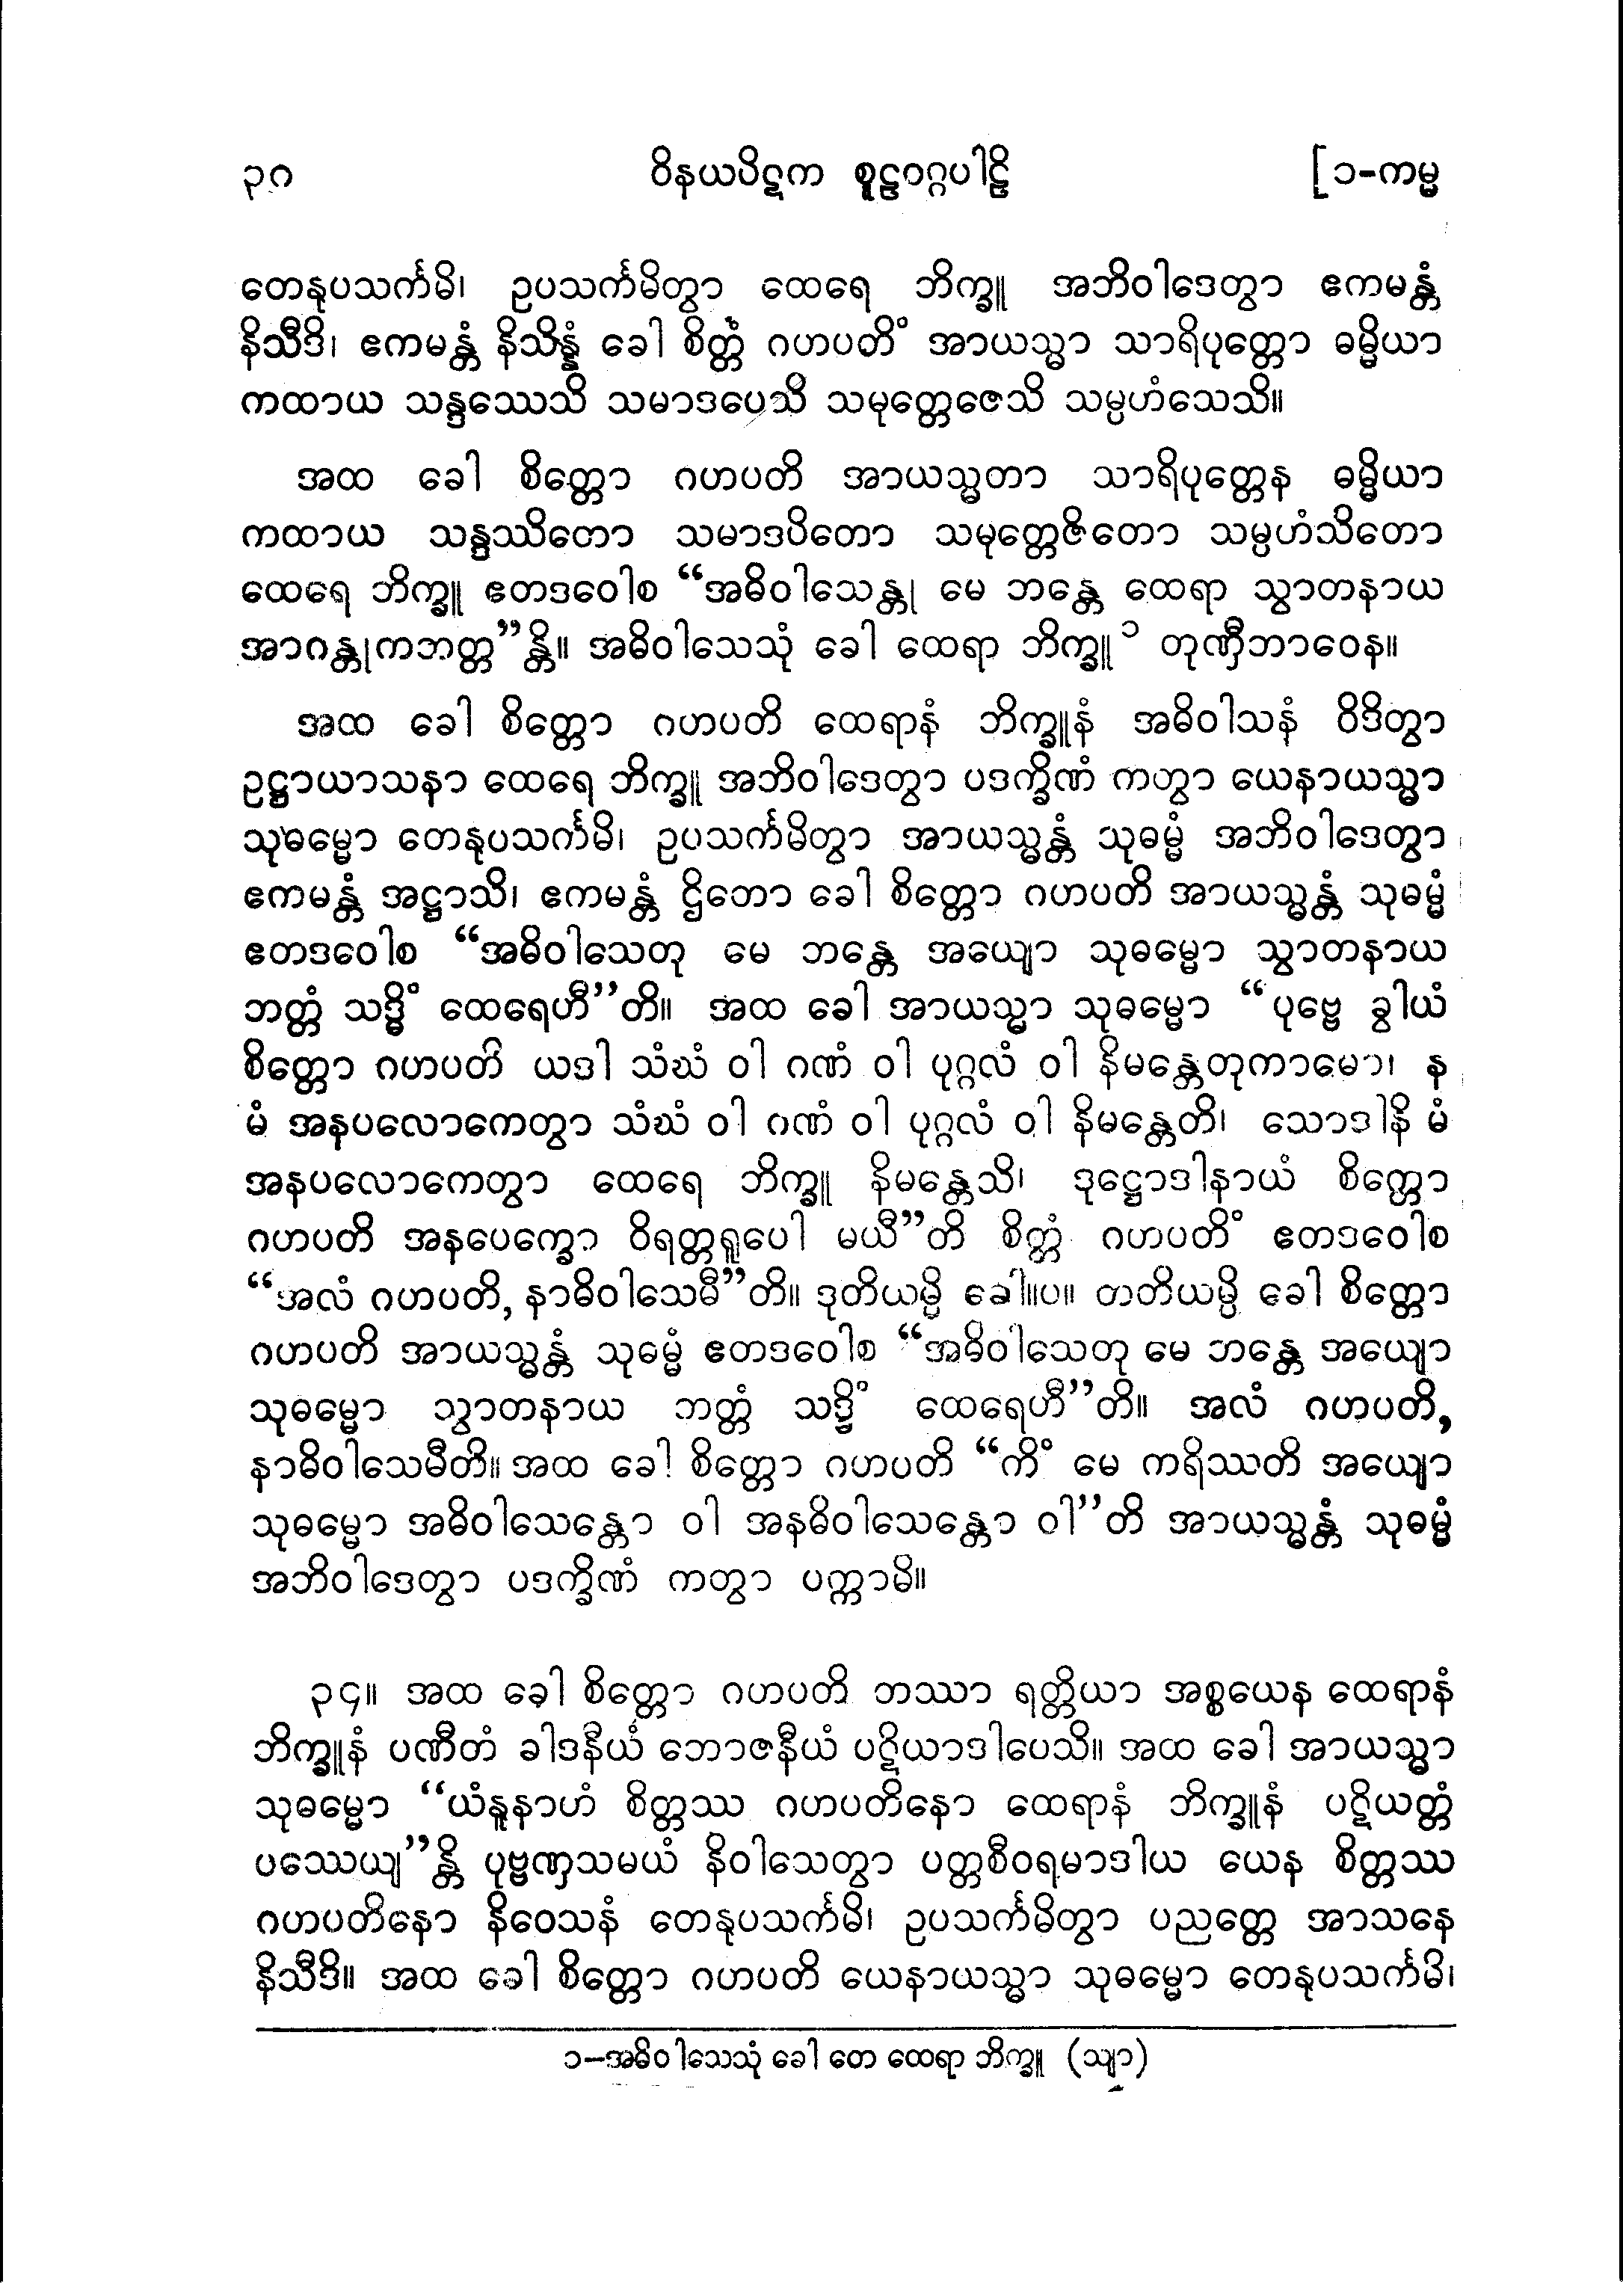 ၃၀ ဝိနယပိဋက စူဠဝဂ္ဂပါဠိ [ ၁-ကမ္မ
တေနုပသင်္ကမိ၊ ဥပသင်္ကမိတွာ ထေရေ ဘိက္ခူ အဘိဝါဒေတွာ ဧကမန္တံ
နိသီဒိ၊ ဧကမန္တံ နိသိန္နံ ခေါ စိတ္တံ ဂဟပတိံ အာယသ္မာ သာရိပုတ္တော ဓမ္မိယာ
ကထာယ သန္ဒဿေသိ သမာဒပေသိ သမုတ္တေဇေသိ သမ္ပဟံသေသိ။
အထ ခေါ စိတ္တော ဂဟပတိ အာယသ္မတာ သာရိပုတ္တေန ဓမ္မိယာ
ကထာယ သန္ဒဿိတော သမာဒပိတော သမုတ္တေဇိတော သမ္ပဟံသိတော
ထေရေ ဘိက္ခူ ဧတဒဝေါစ “အဓိဝါသေန္တု မေ ဘန္တေ ထေရာ သွာတနာယ
အာဂန္တုကဘတ္တ”န္တိ။ အဓိဝါသေသုံ ခေါ ထေရာ ဘိက္ခူ ၁ တုဏှီဘာဝေန။
အထ ခေါ စိတ္တော ဂဟပတိ ထေရာနံ ဘိက္ခူနံ အဓိဝါသနံ ဝိဒိတွာ
ဥဋ္ဌာယာသနာ ထေရေ ဘိက္ခူ အဘိဝါဒေတွာ ပဒက္ခိဏံ ကတွာ ယေနာယသ္မာ
သုဓမ္မော တေနုပသင်္ကမိ၊ ဥပသင်္ကမိတွာ အာယသ္မန္တံ သုဓမ္မံ အဘိဝါဒေတွာ
ဧကမန္တံ အဋ္ဌာသိ၊ ဧကမန္တံ ဌိတော ခေါ စိတ္တော ဂဟပတိ အာယသ္မန္တံ သုဓမ္မံ
ဧတဒဝေါစ “အဓိဝါသေတု မေ ဘန္တေ အယျော သုဓမ္မော သွာတနာယ
ဘတ္တံ သဒ္ဓိံ ထေရေဟီ”တိ။ အထ ခေါ အာယသ္မာ သုဓမ္မော “ပုဗ္ဗေ ခွါယံ
စိတ္တော ဂဟပတိ ယဒါ သံဃံ ဝါ ဂဏံ ဝါ ပုဂ္ဂလံ ဝါ နိမန္တေတုကာမော၊ န
မံ အနပလောကေတွာ သံဃံ ဝါ ဂဏံ ဝါ ပုဂ္ဂလံ ဝါ နိမန္တေတိ၊ သောဒါနိ မံ
အနပလောကေတွာ ထေရေ ဘိက္ခူ နိမန္တေသိ၊ ဒုဋ္ဌောဒါနာယံ စိတ္တော
ဂဟပတိ အနပေက္ခော ဝိရတ္တရူပေါ မယီ”တိ စိတ္တံ ဂဟပတိံ ဧတဒဝေါစ
“အလံ ဂဟပတိ, နာဓိဝါသေမီ”တိ။ ဒုတိယမ္ပိ ခေါ။ပ။ တတိယမ္ပိ ခေါ စိတ္တော
ဂဟပတိ အာယသ္မန္တံ သုဓမ္မံ ဧတဒဝေါစ “အဓိဝါသေတု မေ ဘန္တေ အယျော
သုဓမ္မော သွာတနာယ ဘတ္တံ သဒ္ဓိံ ထေရေဟီ”တိ။ အလံ ဂဟပတိ,
နာဓိဝါသေမီတိ။ အထ ခေါ စိတ္တော ဂဟပတိ “ကိံ မေ ကရိဿတိ အယျော
သုဓမ္မော အဓိဝါသေန္တော ဝါ အနဓိဝါသေန္တော ဝါ”တိ အာယသ္မန္တံ သုဓမ္မံ
အဘိဝါဒေတွာ ပဒက္ခိဏံ ကတွာ ပက္ကာမိ။
၃၄။ အထ ခေါ စိတ္တော ဂဟပတိ တဿာ ရတ္တိယာ အစ္စယေန ထေရာနံ
ဘိက္ခူနံ ပဏီတံ ခါဒနီယံ ဘောဇနီယံ ပဋိယာဒါပေသိ။ အထ ခေါ အာယသ္မာ
သုဓမ္မော “ယံနူနာဟံ စိတ္တဿ ဂဟပတိနော ထေရာနံ ဘိက္ခူနံ ပဋိယတ္တံ
ပဿေယျ”န္တိ ပုဗ္ဗဏှသမယံ နိဝါသေတွာ ပတ္တစီဝရမာဒါယ ယေန စိတ္တဿ
ဂဟပတိနော နိဝေသနံ တေနုပသင်္ကမိ၊ ဥပသင်္ကမိတွာ ပညတ္တေ အာသနေ
နိသီဒိ။ အထ ခေါ စိတ္တော ဂဟပတိ ယေနာယသ္မာ သုဓမ္မော တေနုပသင်္ကမိ၊
၁-အဓိဝါသေသုံ ခေါ တေ ထေရာ ဘိက္ခူ (သျာ)